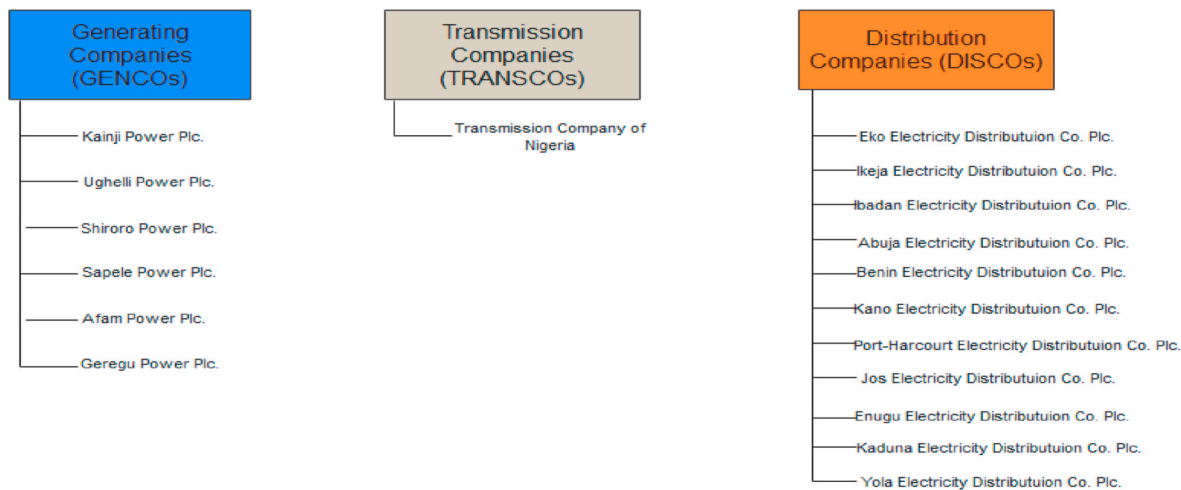 Generating
Companies
(GENCOs)
Kainji Power Plc.
Ughelli Power Plc.
Shiroro Power Plc.
Sapele Power Plc.
Afam Power Plc.
Geregu Power Plc.
Transmission
Companies
(TRANSCOs)
Transmission Company of
Nigeria
Distribution
Companies (DISCOs)
Eko Electricity Distributuion Co. Plc.
Ikeja Electricity Distributuion Co. Plc.
Ibadan Electricity Distributuion Co. Plc.
Abuja Electricity Distributuion Co. Plc.
Benin Electricity Distributuion Co. Plc.
Kano Electricity Distributuion Co. Plc.
Port-Harcourt Electricity Distributuion Co. Plc.
Jos Electricity Distributuion Co. Plc.
Enugu Electricity Distributuion Co. Plc.
Kaduna Electricity Distributuion Co. Plc.
Yola Electricity Distributuion Co. Plc.